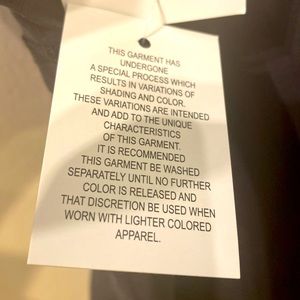 THIS GARMENT HAS
UNDERGONE
A SPECIAL PROCESS WHICH
RESULTS IN VARIATIONS OF
SHADING AND COLOR.
THESE VARIATIONS ARE INTENDED
AND ADD TO THE UNIQUE
CHARACTERISTICS
OF THIS GARMENT.
IT IS RECOMMENDED
THIS GARMENT BE WASHED
SEPARATELY UNTIL NO FURTHER
COLOR IS RELEASED AND
THAT DISCRETION BE USED WHEN
WORN WITH LIGHTER COLORED
APPAREL.